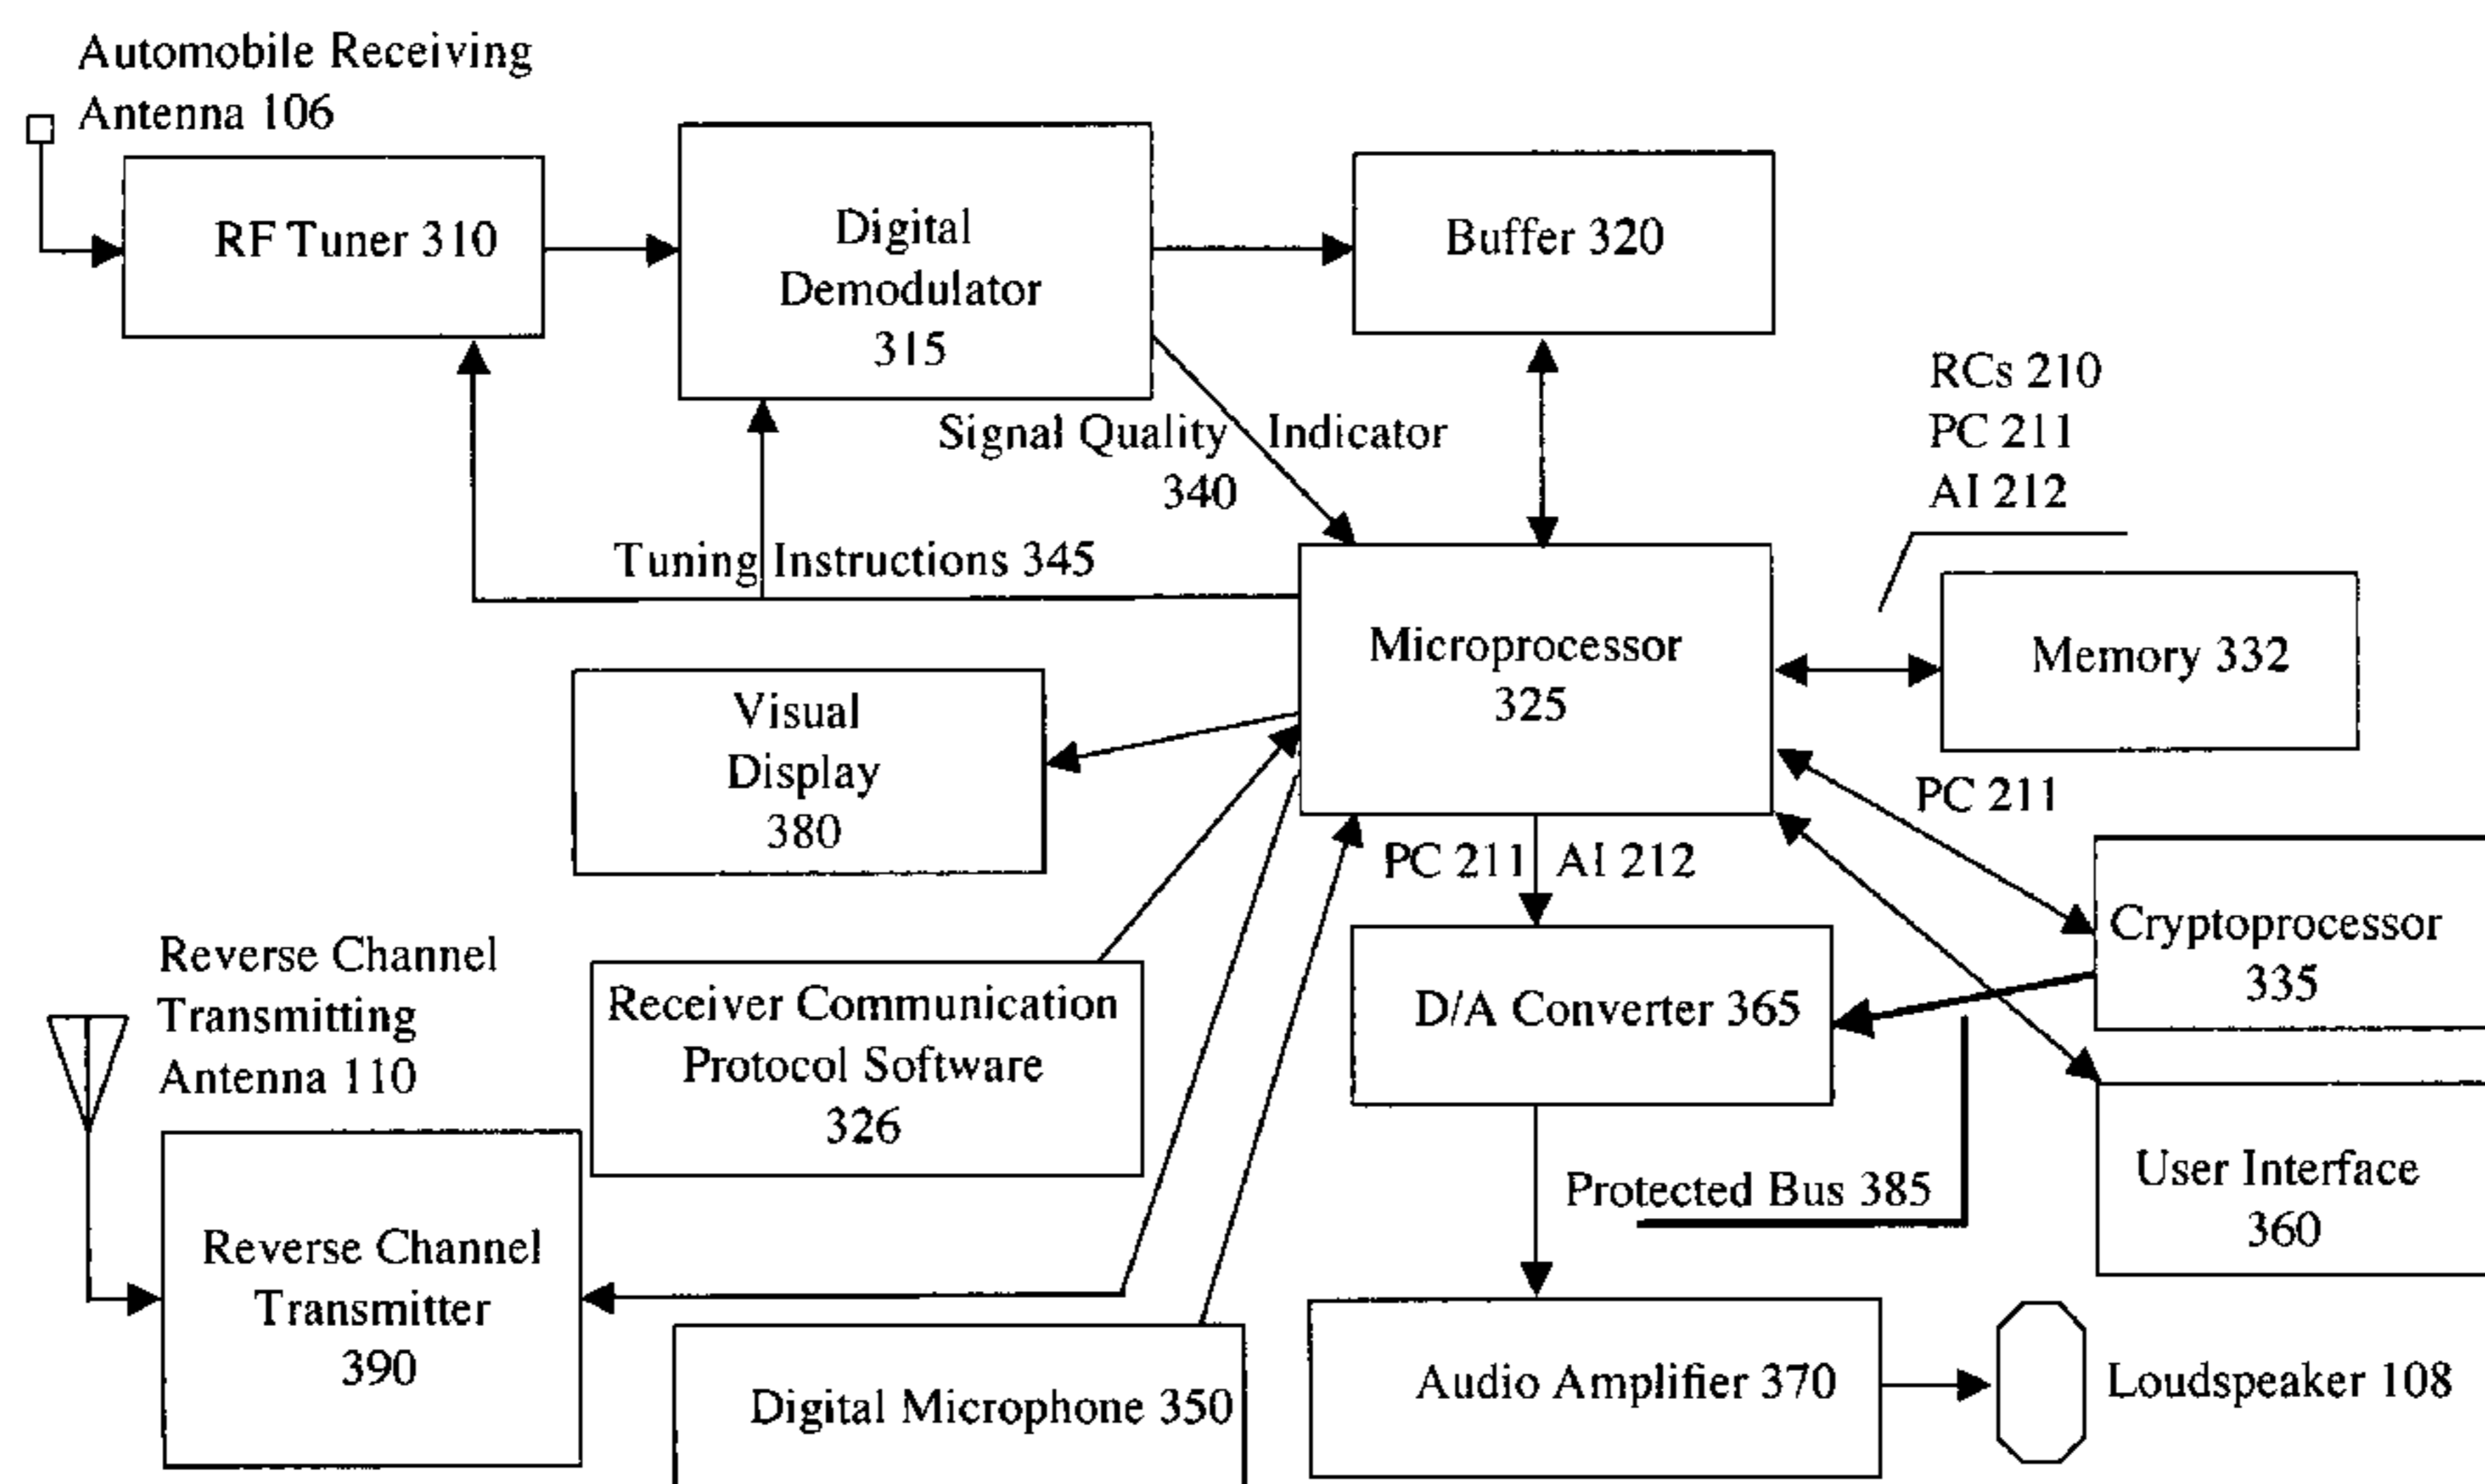 Automobile Receiving
Antenna 106
RF Tuner 310
Digital
Demodulator
315
Buffer 320
RCs 210
PC 211
AI 212
Signal Quality Indicator
340
Tuning Instructions 345
Microprocessor
325
Memory 332
Visual
Display
380
PC 211
PC 211 AI 212
Cryptoprocessor
335
Reverse Channel
Transmitting
Antenna 110
Receiver Communication
Protocol Software
326
D/A Converter 365
Protected Bus 385
User Interface
360
Reverse Channel
Transmitter
390
Digital Microphone 350
Audio Amplifier 370
Loudspeaker 108